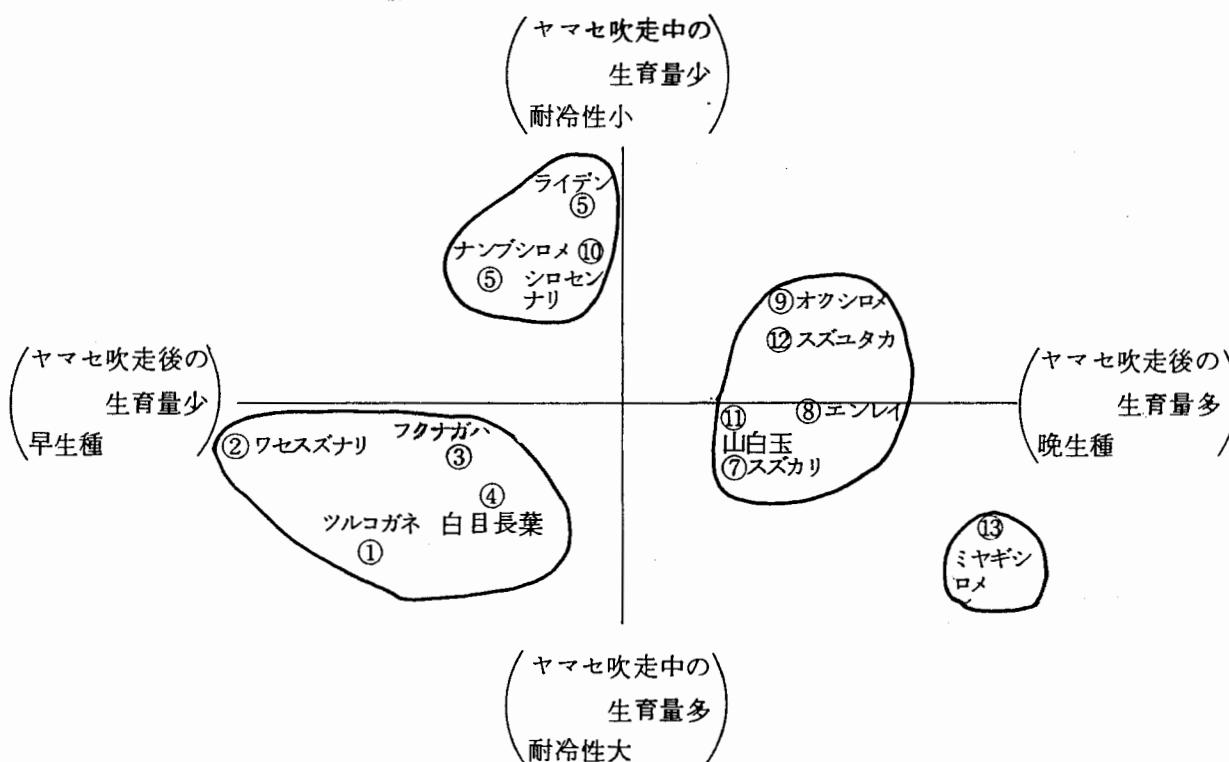 ヤマセ吹走中の
生育量少
耐冷性小
ライデン
⑤
ナンブシロメ ⑩
⑤ シロセン
ナリ
⑨オクシロメ
⑫スズユタカ
ヤマセ吹走後の
生育量少
早生種
ヤマセ吹走後の
生育量多
晩生種
②ワセスズナリ
フクナガハ
③
④
白目長葉
ツルコガネ
①
⑪ ⑧エンレイ
山白玉
⑦スズカリ
⑬
ミヤギシ
ロメ
ヤマセ吹走中の
生育量多
耐冷性大